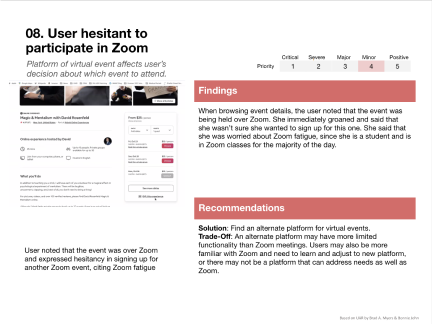 08. User hesitant to
participate in Zoom
Platform of virtual event affects user's
decision about which event to attend.
Critical Severe Major Minor Positive
Priority 1 2 3 4 5
Magic & Mentalism with David Rosenfeld
Online experience hosted by David
What you'll do
User noted that the event was over Zoom
and expressed hesitancy in signing up for
another Zoom event, citing Zoom fatigue
Findings
When browsing event details, the user noted that the event was
being held over Zoom. She immediately groaned and said that
she wasn't sure she wanted to sign up for this one. She said that
she was worried about Zoom fatigue, since she is a student and is
in Zoom classes for the majority of the day.
Recommendations
Solution: Find an alternate platform for virtual events.
Trade-Off: An alternate platform may have more limited
functionality than Zoom meetings. Users may also be more
familiar with Zoom and need to learn and adjust to new platform,
or there may not be a platform that can address needs as well as
Zoom.
Based on UAR by Brad A. Myers & Bonnie John